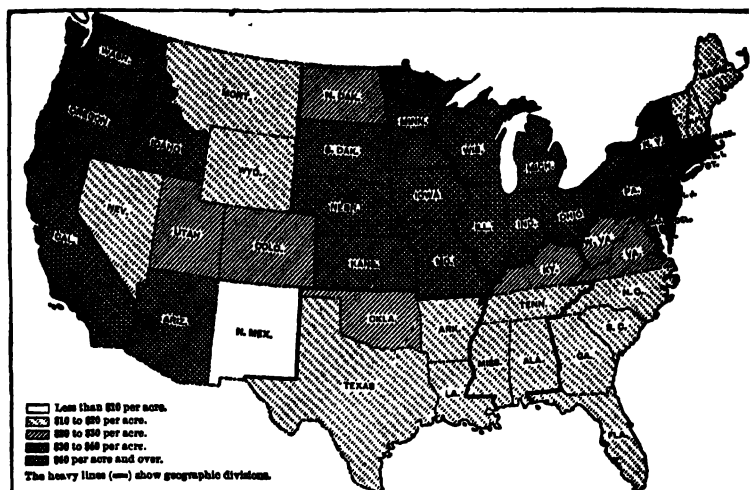 WASH.
MONT.
N. DAK.
MINN.
OREGON
IDAHO
WYO.
S. DAK.
WIS.
MICH.
N.Y.
NEV.
UTAH
COLO.
NEBR.
IOWA
ILL.
IND.
OHIO
PA.
CAL.
KANS.
MO.
KY.
W. VA.
VA.
ARIZ.
N. MEX.
OKLA.
ARK.
TENN.
N.C.
S. C.
TEXAS
LA.
MISS.
ALA.
GA.
FLA.
Less than $10 per acre.
$10 to $20 per acre.
$20 to $30 per acre.
$30 to $40 per acre.
$40 per acre and over.
The heavy lines (▬) show geographic divisions.